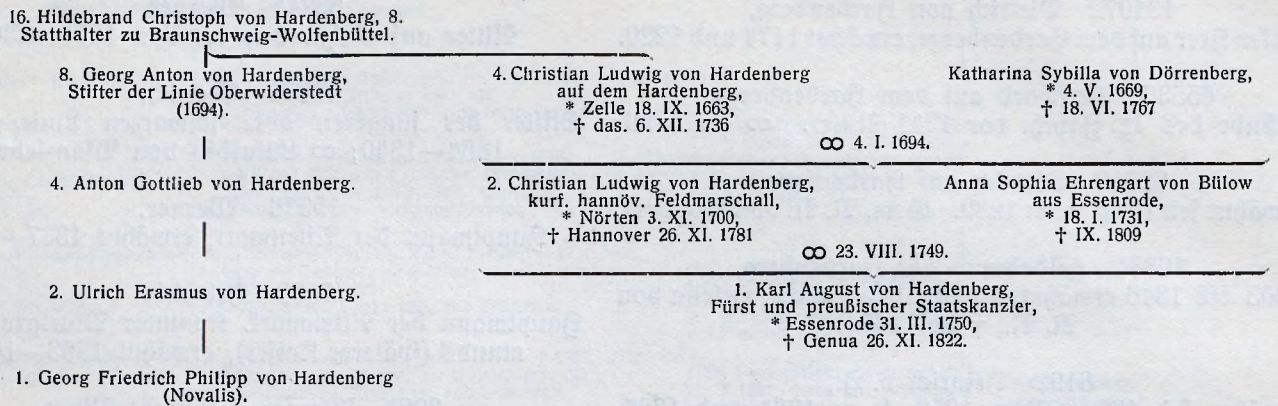 16. Hildebrand Christoph von Hardenberg, 8.
Statthalter zu Braunschweig-Wolfenbüttel.
8. Georg Anton von Hardenberg,
Stifter der Linie Oberwiderstedt
(1694).
4. Christian Ludwig von Hardenberg
auf dem Hardenberg,
* Zelle 18. IX. 1663,
† das. 6. XII. 1736
Katharina Sybilla von Dörrenberg,
* 4. V. 1669,
† 18. VI. 1767
∞ 4. I. 1694.
4. Anton Gottlieb von Hardenberg.
2. Christian Ludwig von Hardenberg,
kurf. hannöv. Feldmarschall,
* Nörten 3. XI. 1700,
† Hannover 26. XI. 1781
Anna Sophia Ehrengart von Bülow
aus Essenrode,
* 18. I. 1731,
† IX. 1809
∞ 23. VIII. 1749.
2. Ulrich Erasmus von Hardenberg.
1. Karl August von Hardenberg,
Fürst und preußischer Staatskanzler,
* Essenrode 31. III. 1750,
† Genua 26. XI. 1822.
1. Georg Friedrich Philipp von Hardenberg
(Novalis).